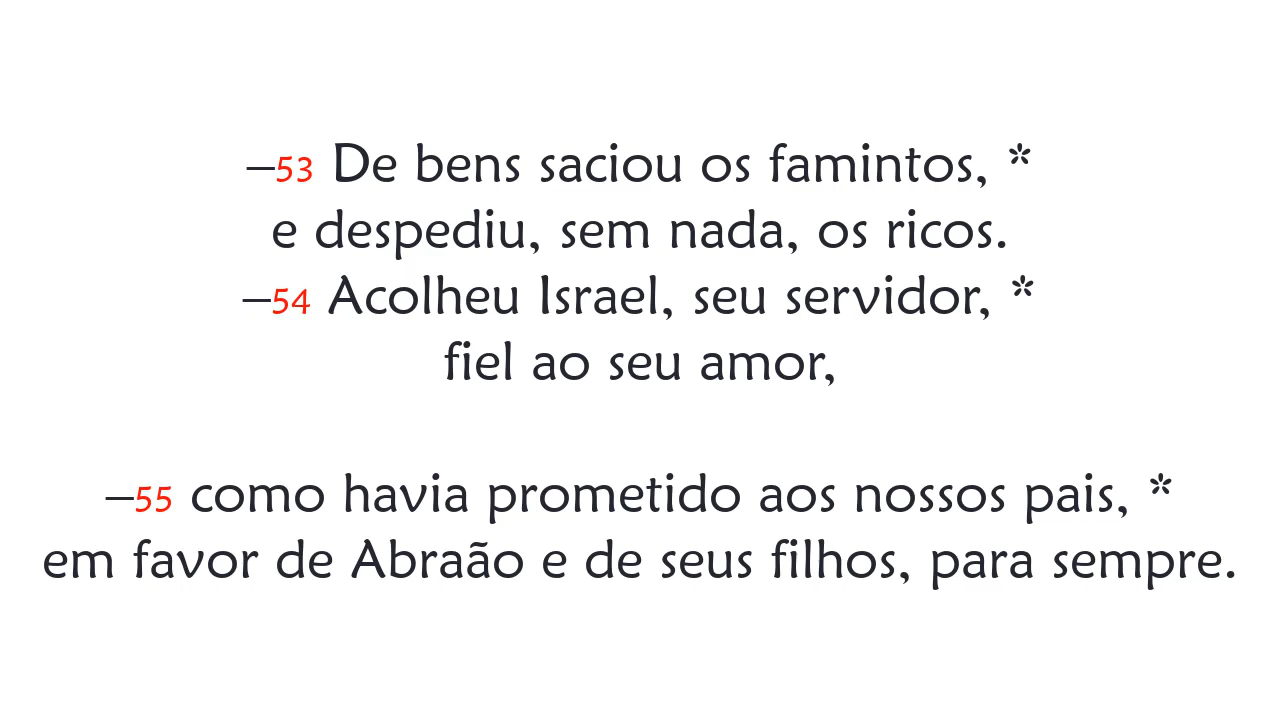 –53 De bens saciou os famintos, *
e despediu, sem nada, os ricos.
–54 Acolheu Israel, seu servidor, *
fiel ao seu amor,
–55 como havia prometido aos nossos pais, *
em favor de Abraão e de seus filhos, para sempre.